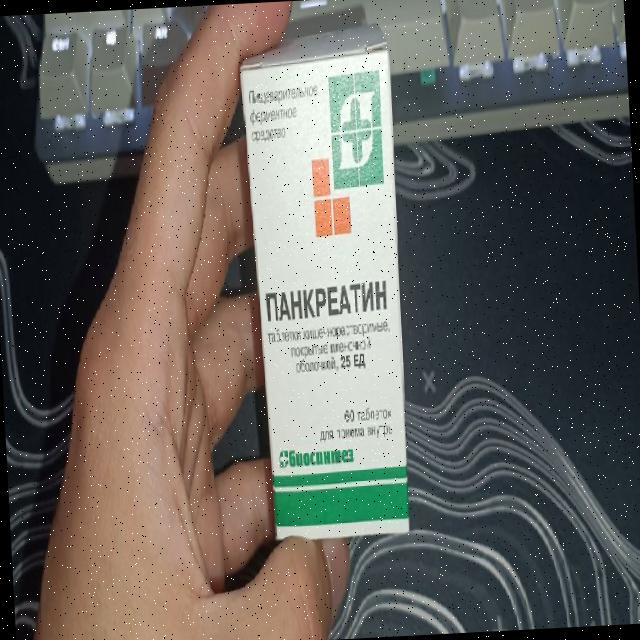 Пищеварительное
ферментное
средство
ПАНКРЕАТИН
таблетки кишечнорастворимые,
покрытые пленочной
оболочкой, 25 ЕД
60 таблеток
для приема внутрь
биосинтез